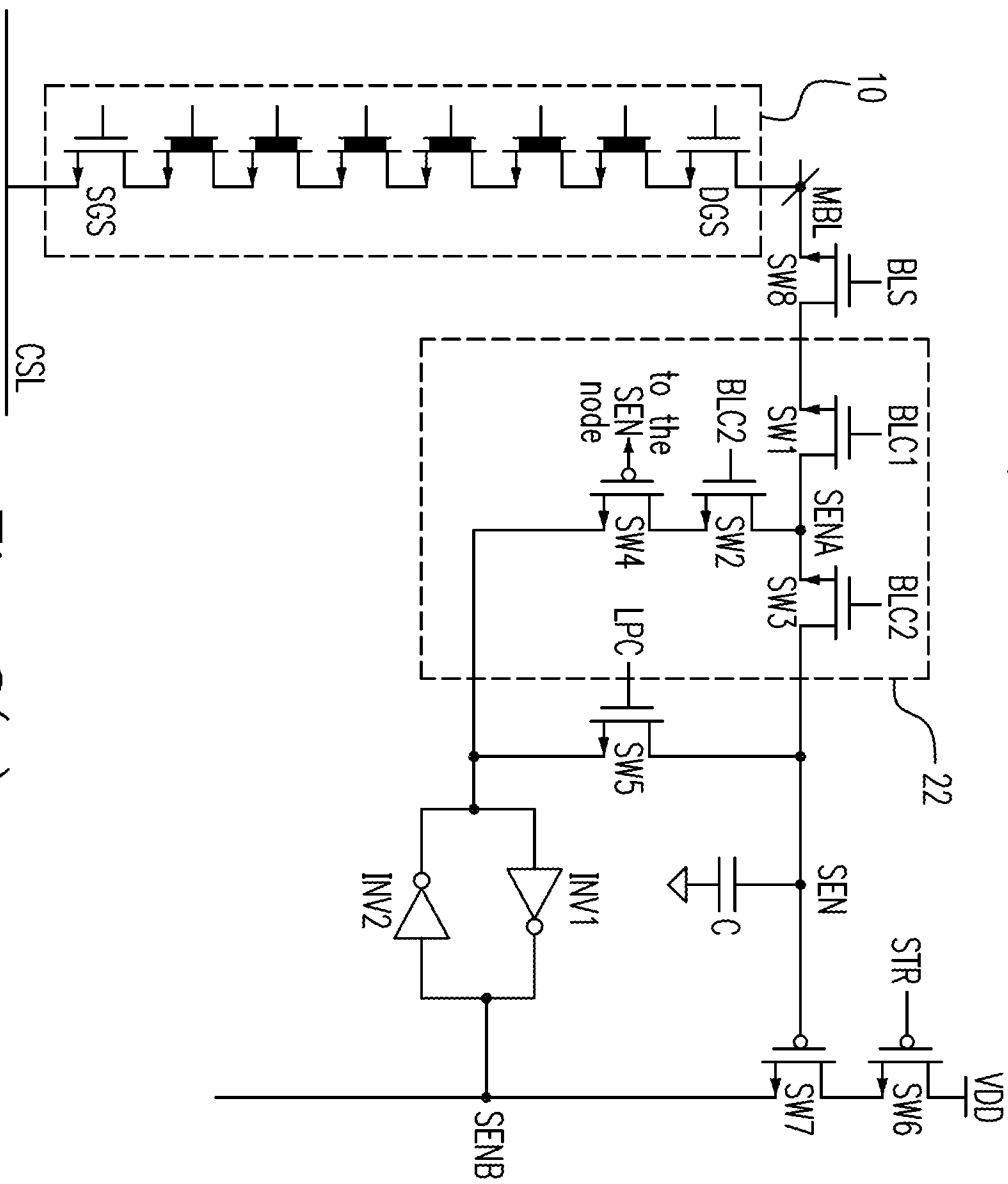 10
SGS
DGS
CSL
MBL
SW8
BLS
BLC1
SW1
SENA
BLC2
SW3
BLC2
SW2
to the
SEN
node
SW4
22
LPC
SW5
SEN
C
INV1
INV2
STR
VDD
SW6
SW7
SENB